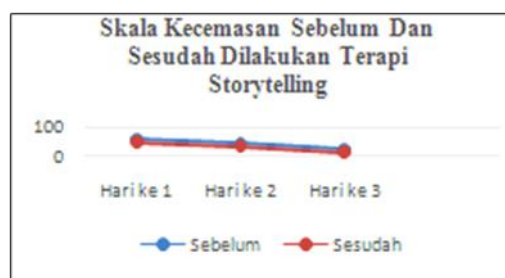 Skala Kecemasan Sebelum Dan
Sesudah Dilakukan Terapi
Storytelling
100
0
Hari ke 1 Hari ke 2 Hari ke 3
Sebelum Sesudah